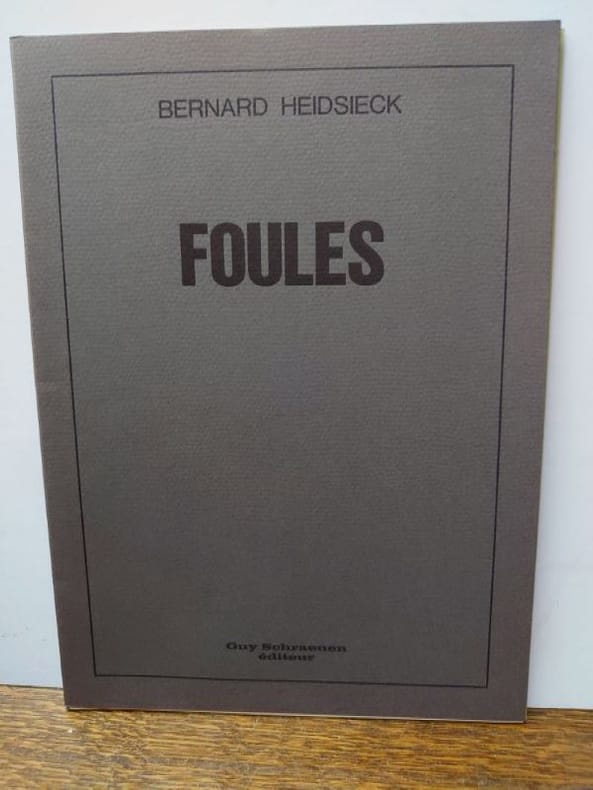 BERNARD HEIDSIECK
FOULES
Guy Schraenen
éditeur